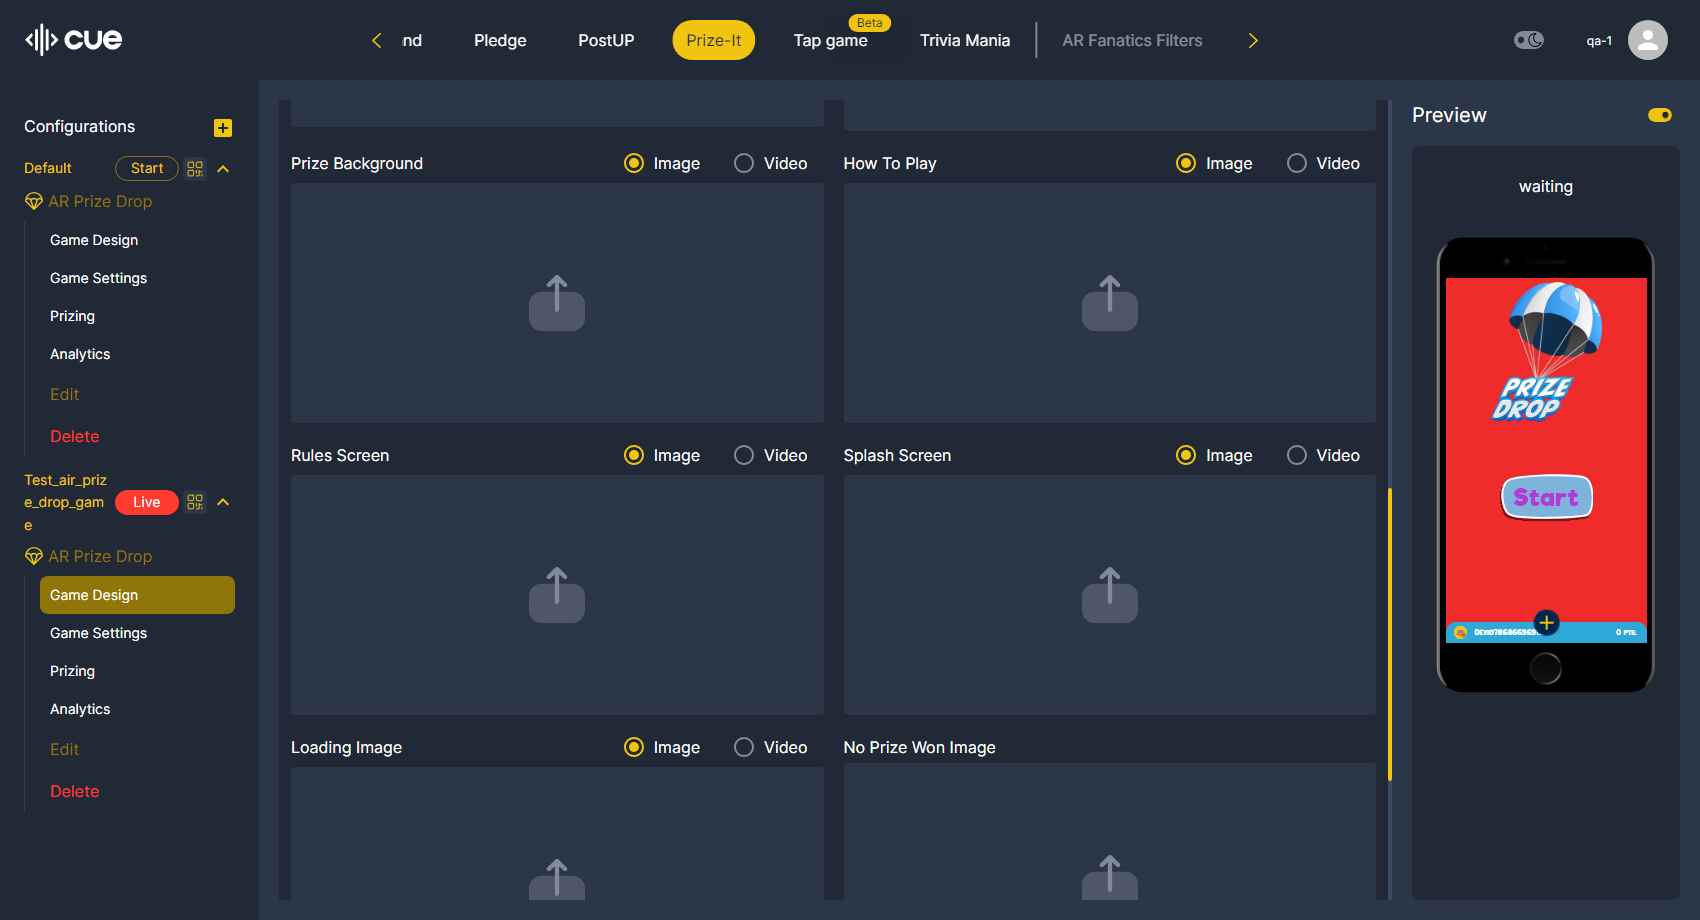 cue
nd
Pledge
PostUP
Prize-It
Beta
Tap game
Trivia Mania
AR Fanatics Filters
qa-1
Configurations
Default
Start
AR Prize Drop
Game Design
Game Settings
Prizing
Analytics
Edit
Delete
Test_air_priz
e_drop_gam
e
Live
AR Prize Drop
Game Design
Game Settings
Prizing
Analytics
Edit
Delete
Prize Background
Image
Video
How To Play
Image
Video
Rules Screen
Image
Video
Splash Screen
Image
Video
Loading Image
Image
Video
No Prize Won Image
Preview
waiting
PRIZE
DROP
Start
0 PTS.